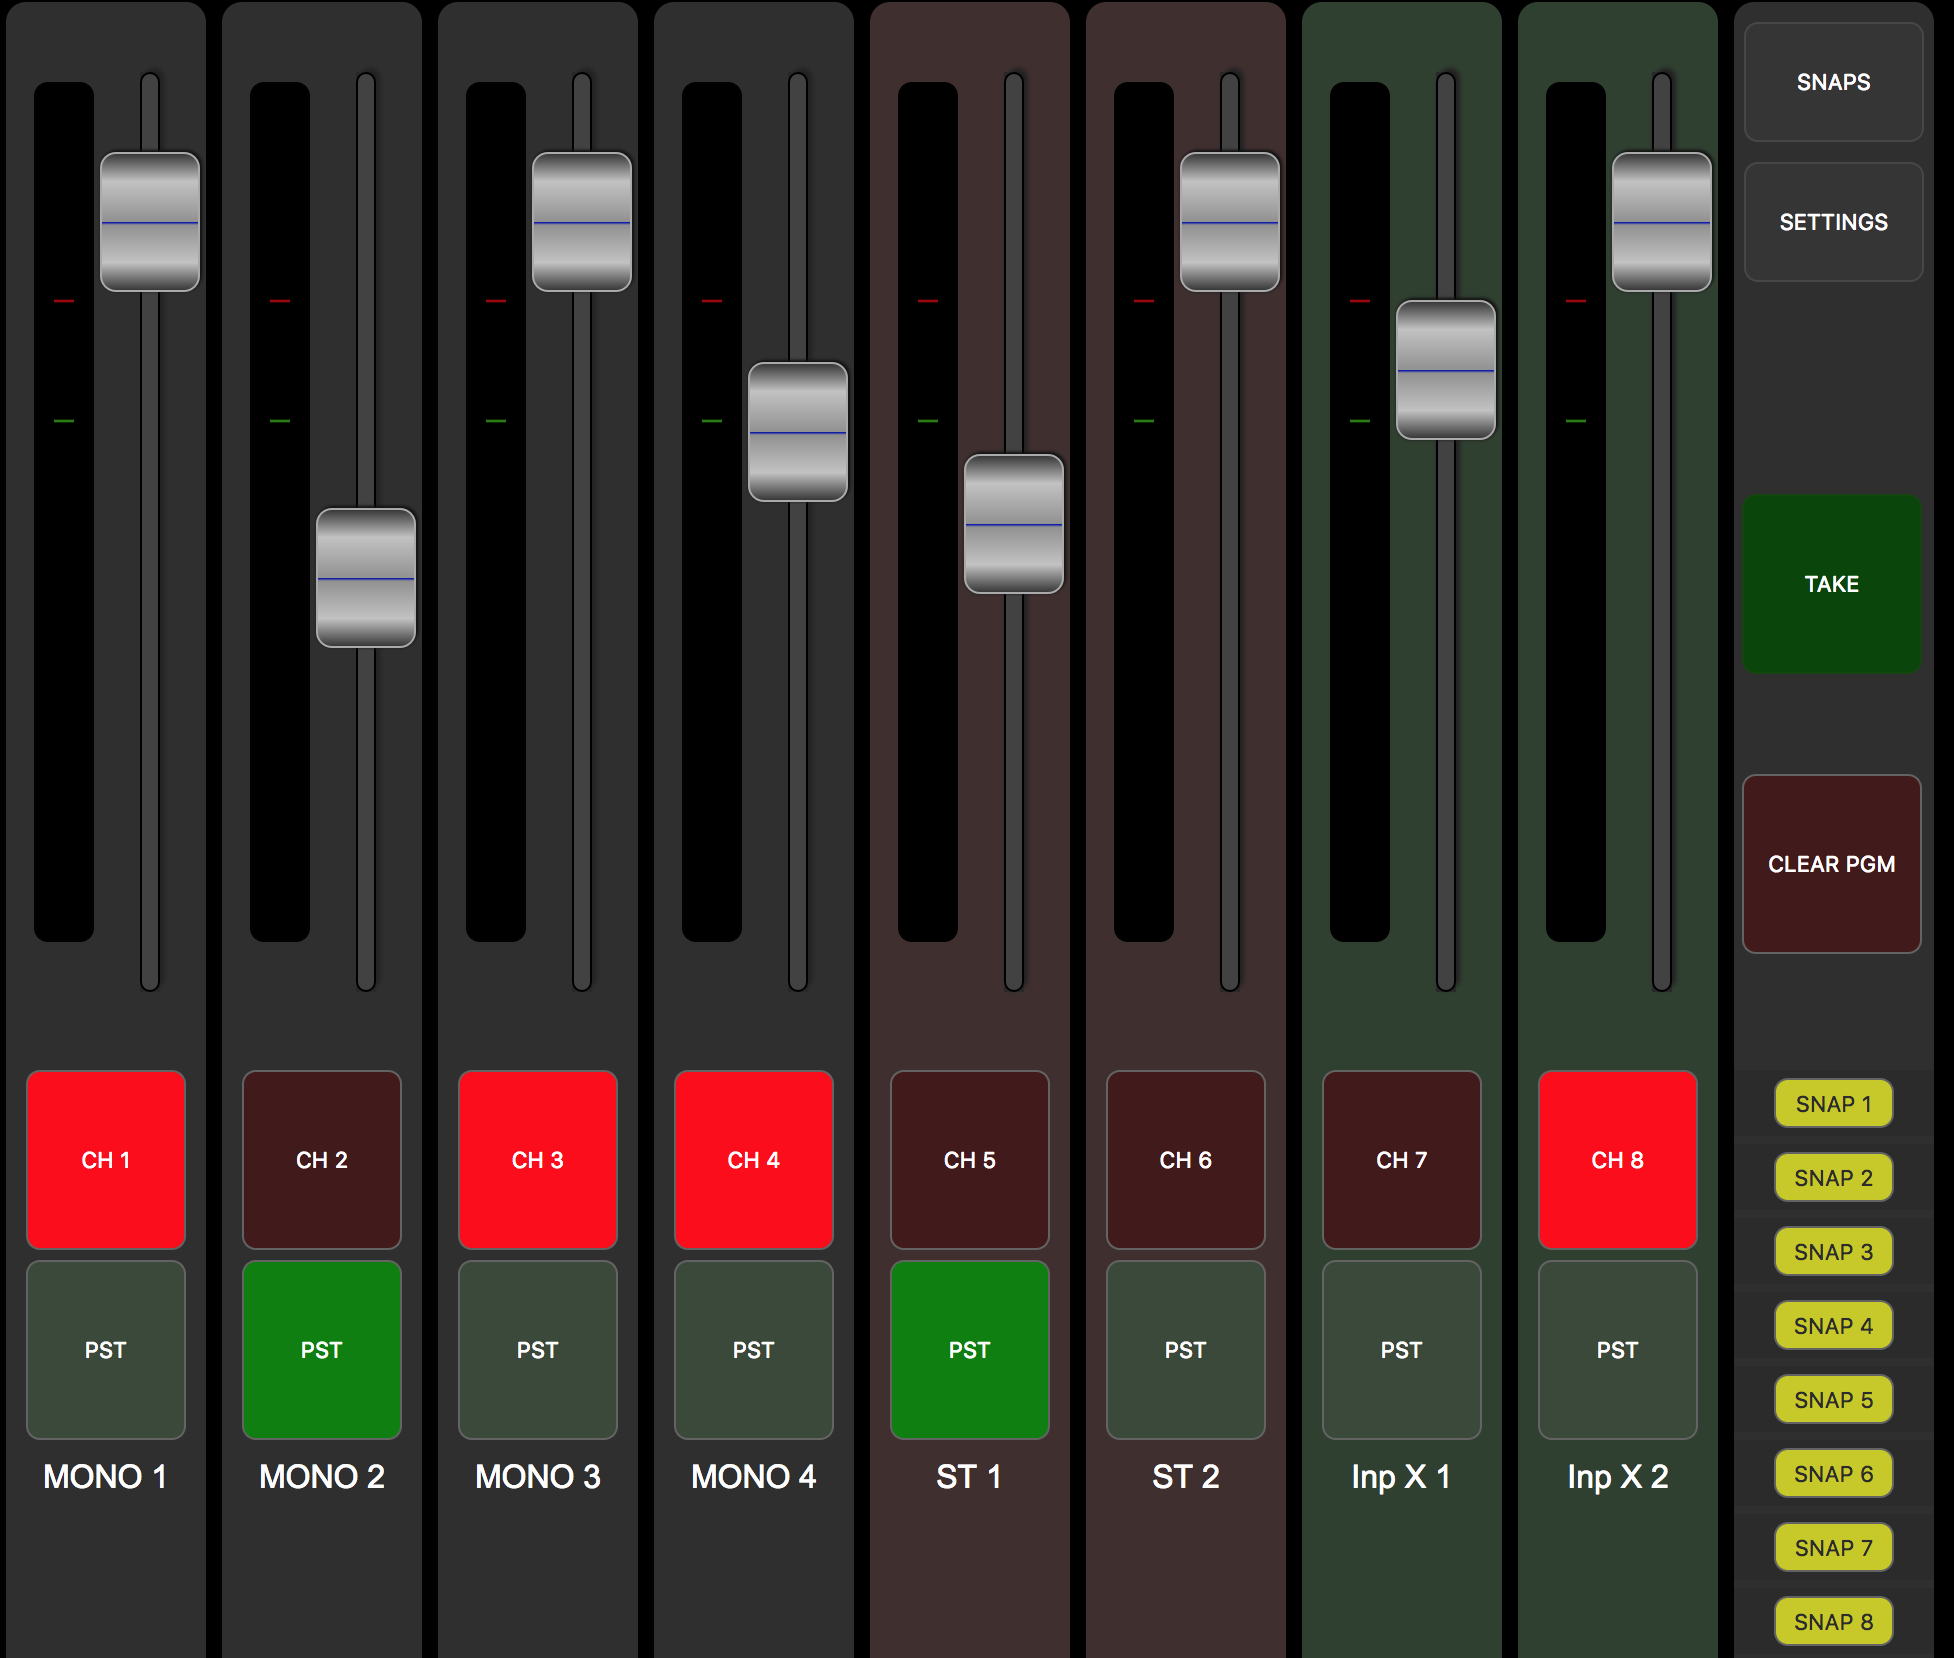 SNAPS
SETTINGS
TAKE
CLEAR PGM
CH 1
CH 2
CH 3
CH 4
CH 5
CH 6
CH 7
CH 8
PST
PST
PST
PST
PST
PST
PST
PST
MONO 1
MONO 2
MONO 3
MONO 4
ST 1
ST 2
Inp X 1
Inp X 2
SNAP 1
SNAP 2
SNAP 3
SNAP 4
SNAP 5
SNAP 6
SNAP 7
SNAP 8